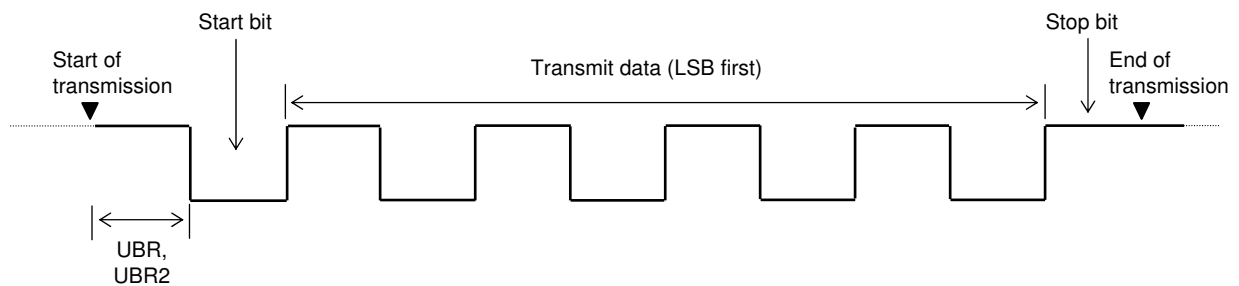 Start bit
Stop bit
Start of
transmission
Transmit data (LSB first)
End of
transmission
UBR,
UBR2